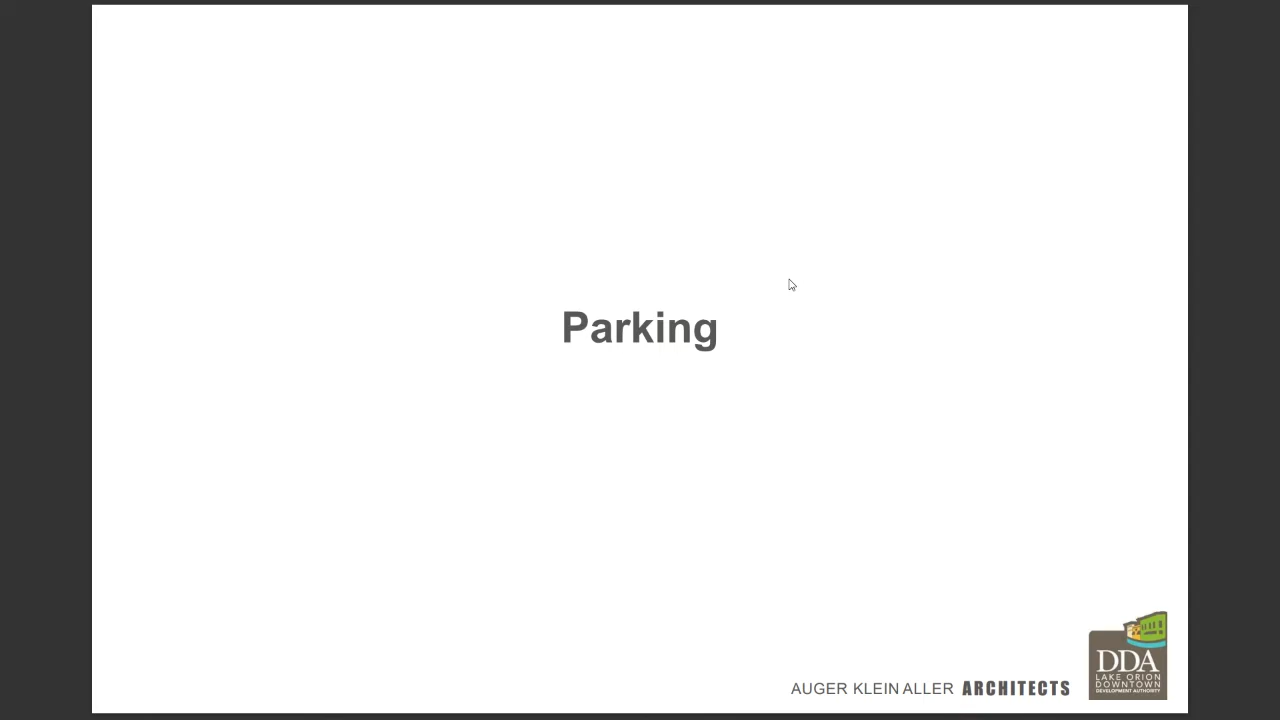 Parking
AUGER KLEIN ALLER ARCHITECTS
DDA
LAKE ORION
DOWNTOWN
DEVELOPMENT AUTHORITY